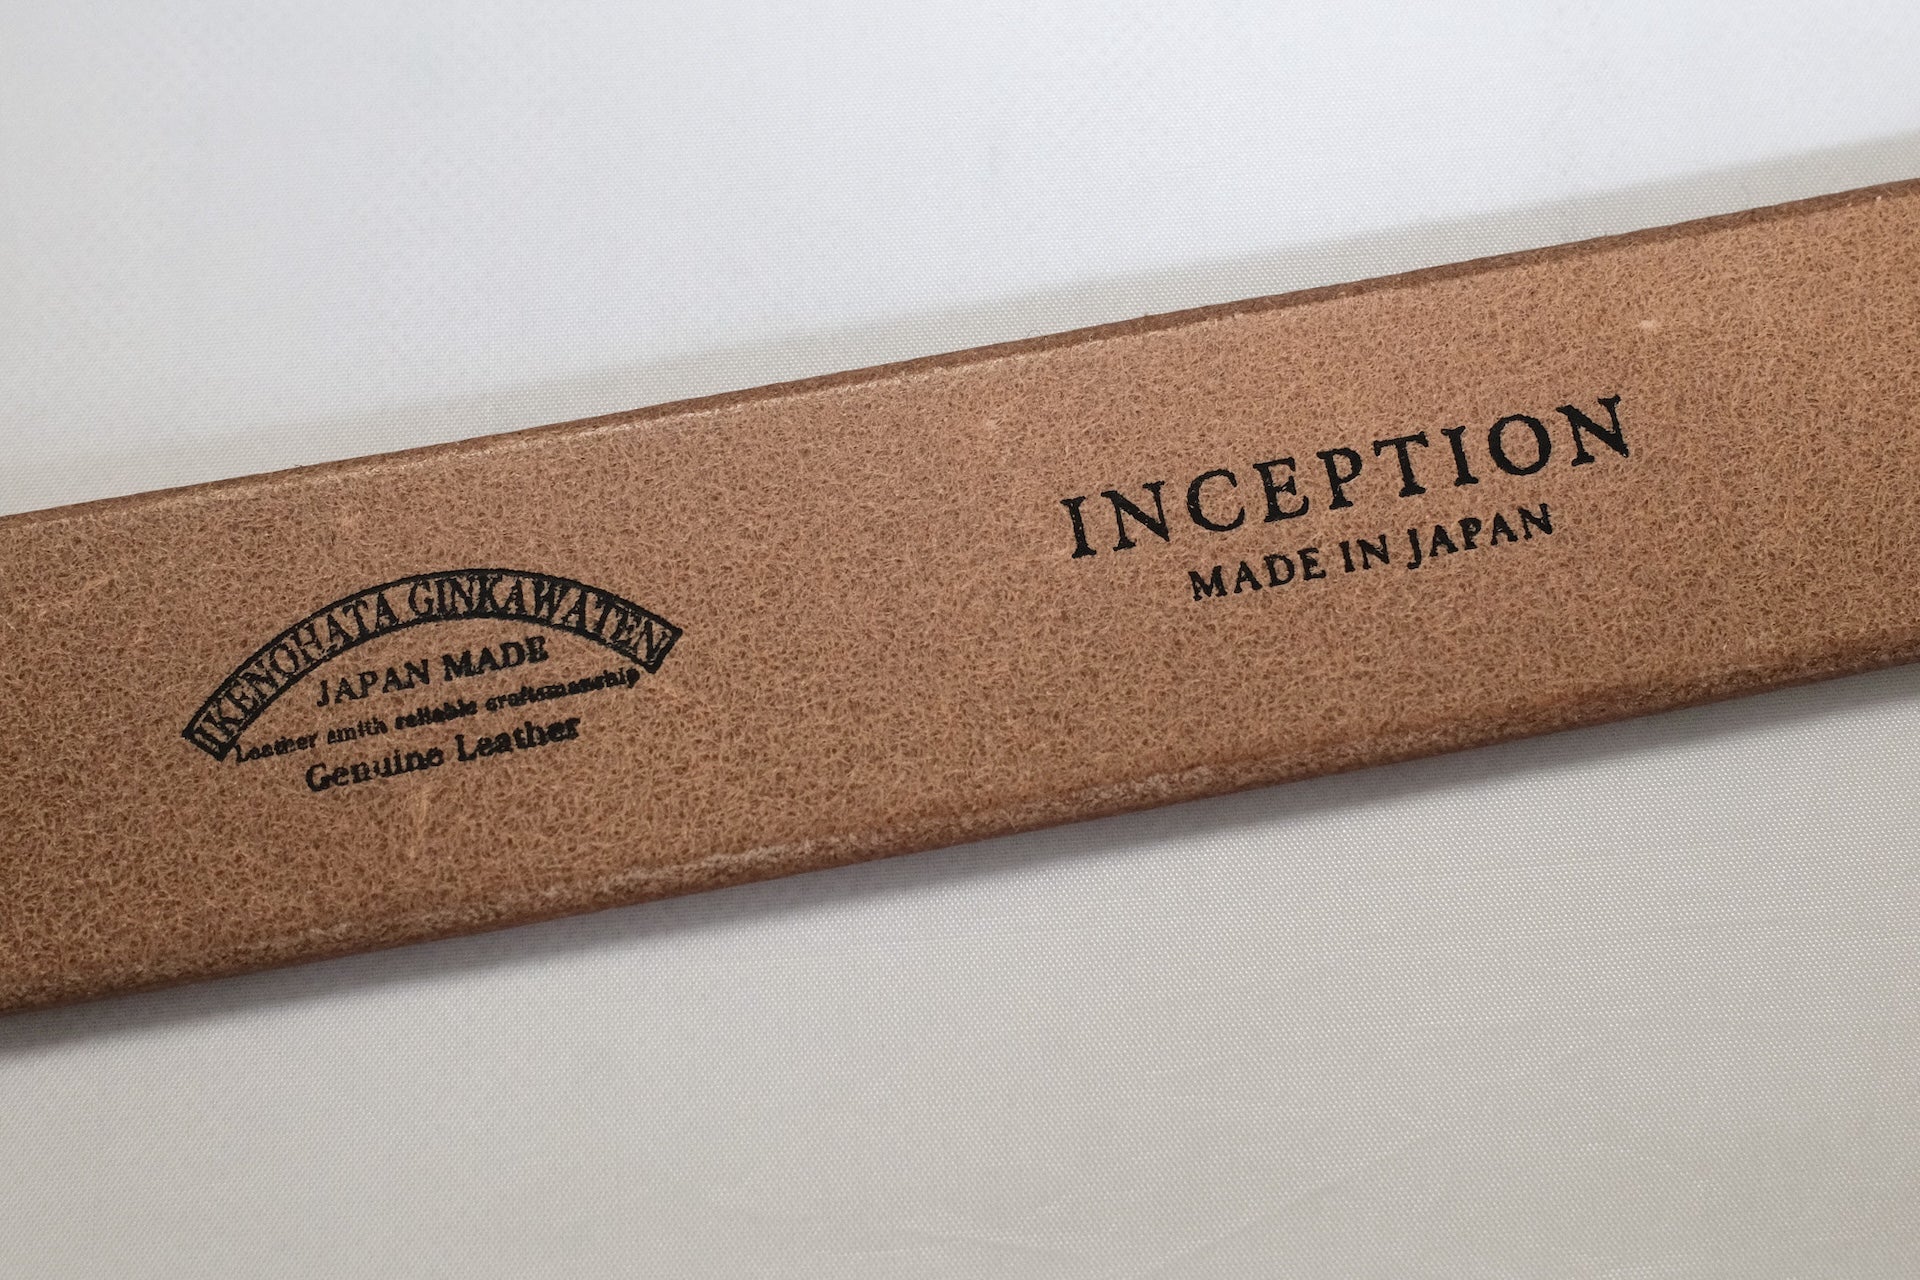 IKENOHATA GINKAWATEN
JAPAN MADE
Leather smith reliable craftsmanship
Genuine Leather
INCEPTION
MADE IN JAPAN